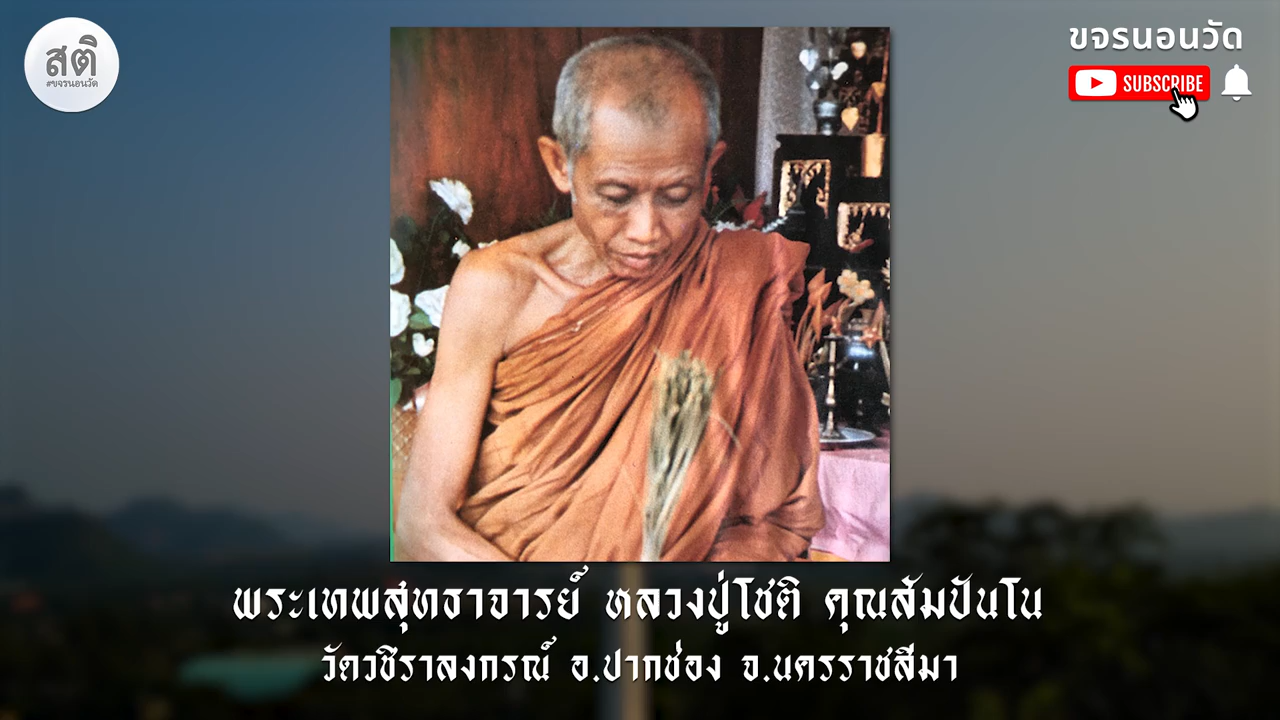 สติ
#ขจรนอนวัด
ขจรนอนวัด
SUBSCRIBE
พระเทพสุทธาจารย์ หลวงปู่โชติ คุณสัมปันโน
วัดวชิราลงกรณ์ อ.ปากช่อง จ.นครราชสีมา